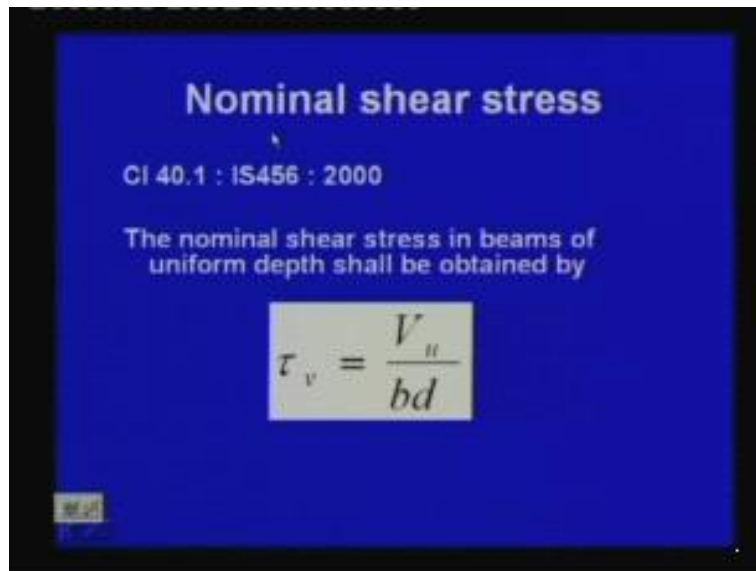 Nominal shear stress
Cl 40.1 : IS456 : 2000
The nominal shear stress in beams of
uniform depth shall be obtained by
τ_v = V_u / bd